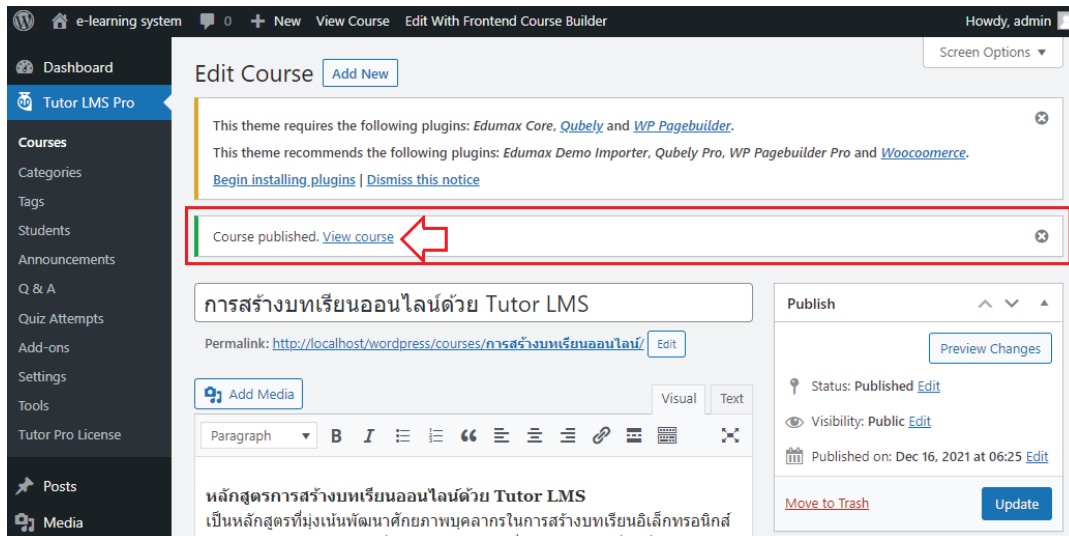 e-learning system 0 New View Course Edit With Frontend Course Builder Howdy, admin
Screen Options ▼
Dashboard
Tutor LMS Pro
Courses
Categories
Tags
Students
Announcements
Q & A
Quiz Attempts
Add-ons
Settings
Tools
Tutor Pro License
Posts
Media
Edit Course Add New
This theme requires the following plugins: Edumax Core, Qubely and WP Pagebuilder.
This theme recommends the following plugins: Edumax Demo Importer, Qubely Pro, WP Pagebuilder Pro and Woocoomerce.
Begin installing plugins | Dismiss this notice
Course published. View course
การสร้างบทเรียนออนไลน์ด้วย Tutor LMS
Permalink: http://localhost/wordpress/courses/การสร้างบทเรียนออนไลน์/ Edit
Add Media Visual Text
Paragraph ▼ B I
หลักสูตรการสร้างบทเรียนออนไลน์ด้วย Tutor LMS
เป็นหลักสูตรที่มุ่งเน้นพัฒนาศักยภาพบุคลากรในการสร้างบทเรียนอิเล็กทรอนิกส์
Publish
Preview Changes
Status: Published Edit
Visibility: Public Edit
Published on: Dec 16, 2021 at 06:25 Edit
Move to Trash Update